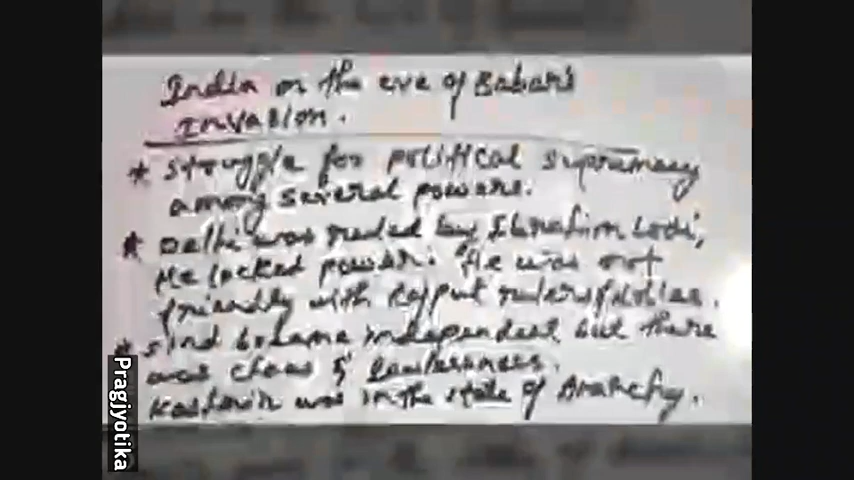 India on the eve of Babar's
Invasion.
* Struggle for political supremacy
among several powers.
* Delhi was ruled by Ibrahim Lodi,
He lacked power. He was not
friendly with Rajput rulers
* Sind became independent but there
was chaos & lawlessness.
Kashmir was in the state of Anarchy.
Pragjyotika